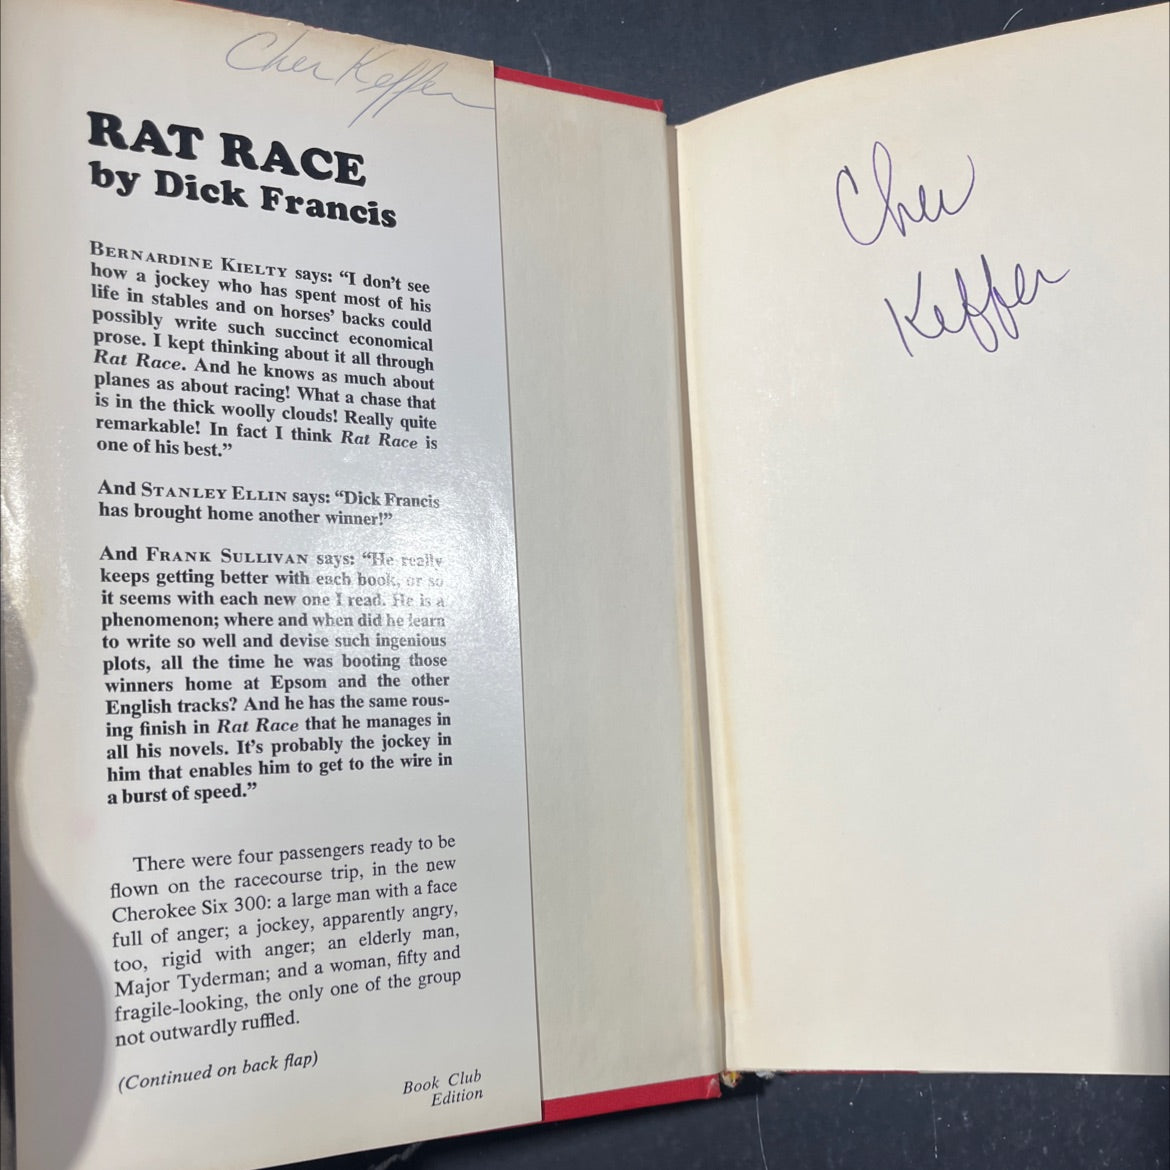 Cher Keffer
RAT RACE
by Dick Francis
BERNARDINE KIELTY says: “I don’t see
how a jockey who has spent most of his
life in stables and on horses’ backs could
possibly write such succinct economical
prose. I kept thinking about it all through
Rat Race. And he knows as much about
planes as about racing! What a chase that
is in the thick woolly clouds! Really quite
remarkable! In fact I think Rat Race is
one of his best.”
And STANLEY ELLIN says: “Dick Francis
has brought home another winner!”
And FRANK SULLIVAN says: “He really
keeps getting better with each book, or so
it seems with each new one I read. He is a
phenomenon; where and when did he learn
to write so well and devise such ingenious
plots, all the time he was booting those
winners home at Epsom and the other
English tracks? And he has the same rous-
ing finish in Rat Race that he manages in
all his novels. It’s probably the jockey in
him that enables him to get to the wire in
a burst of speed.”
There were four passengers ready to be
flown on the racecourse trip, in the new
Cherokee Six 300: a large man with a face
full of anger; a jockey, apparently angry,
too, rigid with anger; an elderly man,
Major Tyderman; and a woman, fifty and
fragile-looking, the only one of the group
not outwardly ruffled.
(Continued on back flap)
Book Club
Edition
Cher
Keffer